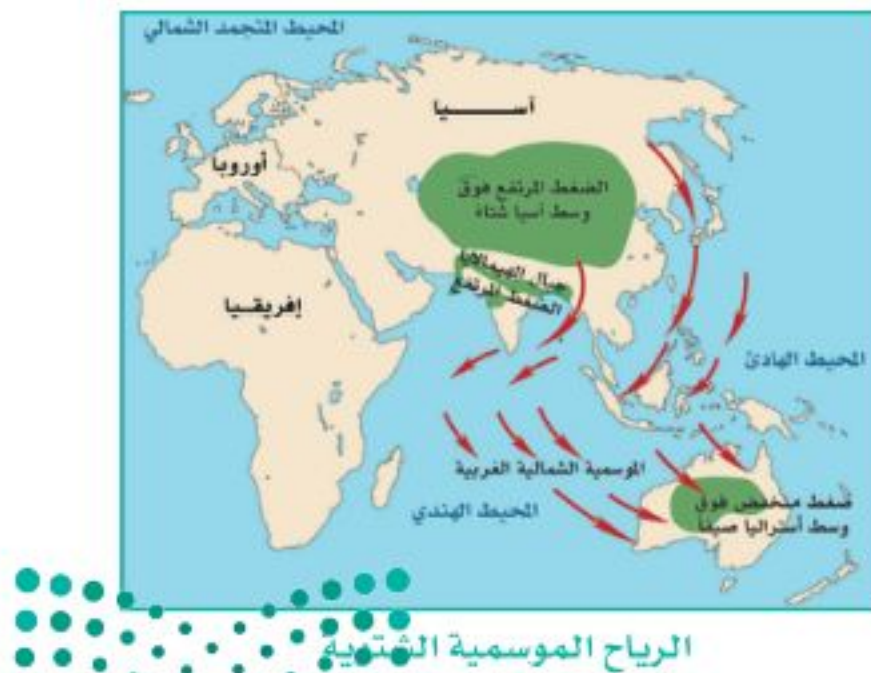 المحيط المتجمد الشمالي
آسيا
أوروبا
الضغط المرتفع فوق
وسط آسيا شتاءً
جبال الهيمالايا
الضغط المرتفع
إفريقيا
المحيط الهادئ
الموسمية الشمالية الغربية
المحيط الهندي
ضغط منخفض فوق
وسط أستراليا صيفاً
الرياح الموسمية الشتوية